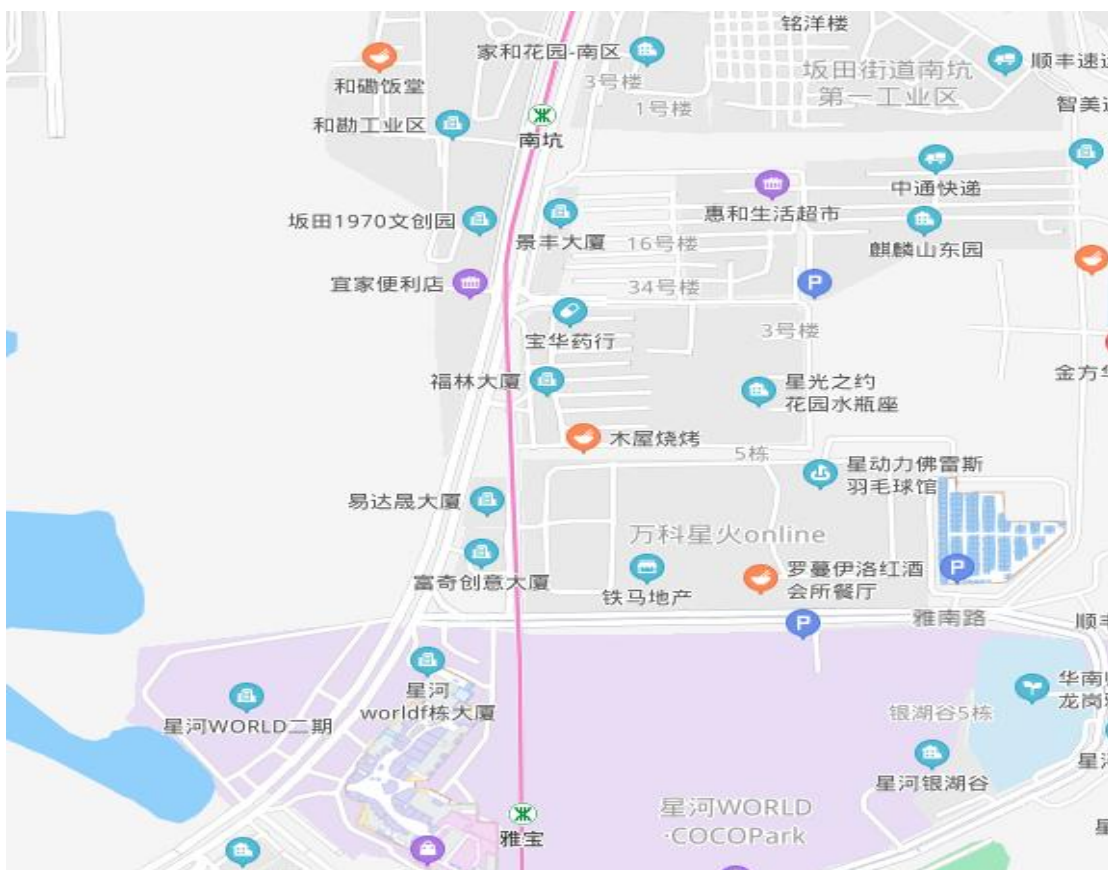 铭洋楼
家和花园-南区
3号楼
坂田街道南坑
第一工业区
顺丰速
和磡饭堂
1号楼
智美
和勘工业区
南坑
中通快递
惠和生活超市
坂田1970文创园
景丰大厦
16号楼
麒麟山东园
宜家便利店
34号楼
宝华药行
3号楼
福林大厦
星光之约
花园水瓶座
金方
木屋烧烤
5栋
星动力佛雷斯
羽毛球馆
易达晟大厦
万科星火online
富奇创意大厦
铁马地产
罗蔓伊洛红酒
会所餐厅
雅南路
顺
P
P
P
星河
worldf栋大厦
星河WORLD二期
华南
龙岗
银湖谷5栋
星河银湖谷
星
星河WORLD
·COCOPark
雅宝